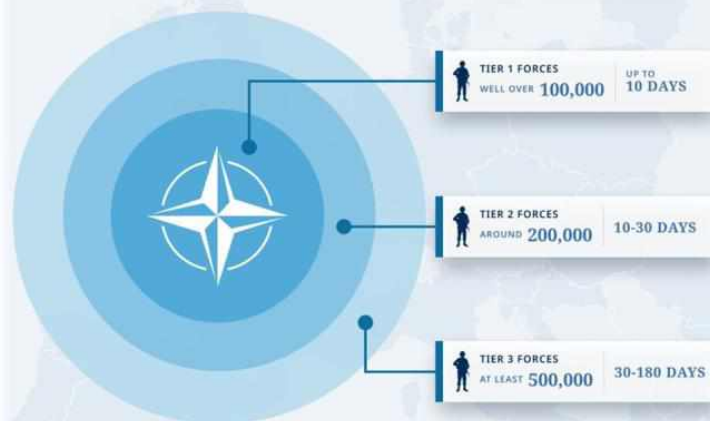 TIER 1 FORCES
WELL OVER 100,000
UP TO
10 DAYS
TIER 2 FORCES
AROUND 200,000
10-30 DAYS
TIER 3 FORCES
AT LEAST 500,000
30-180 DAYS